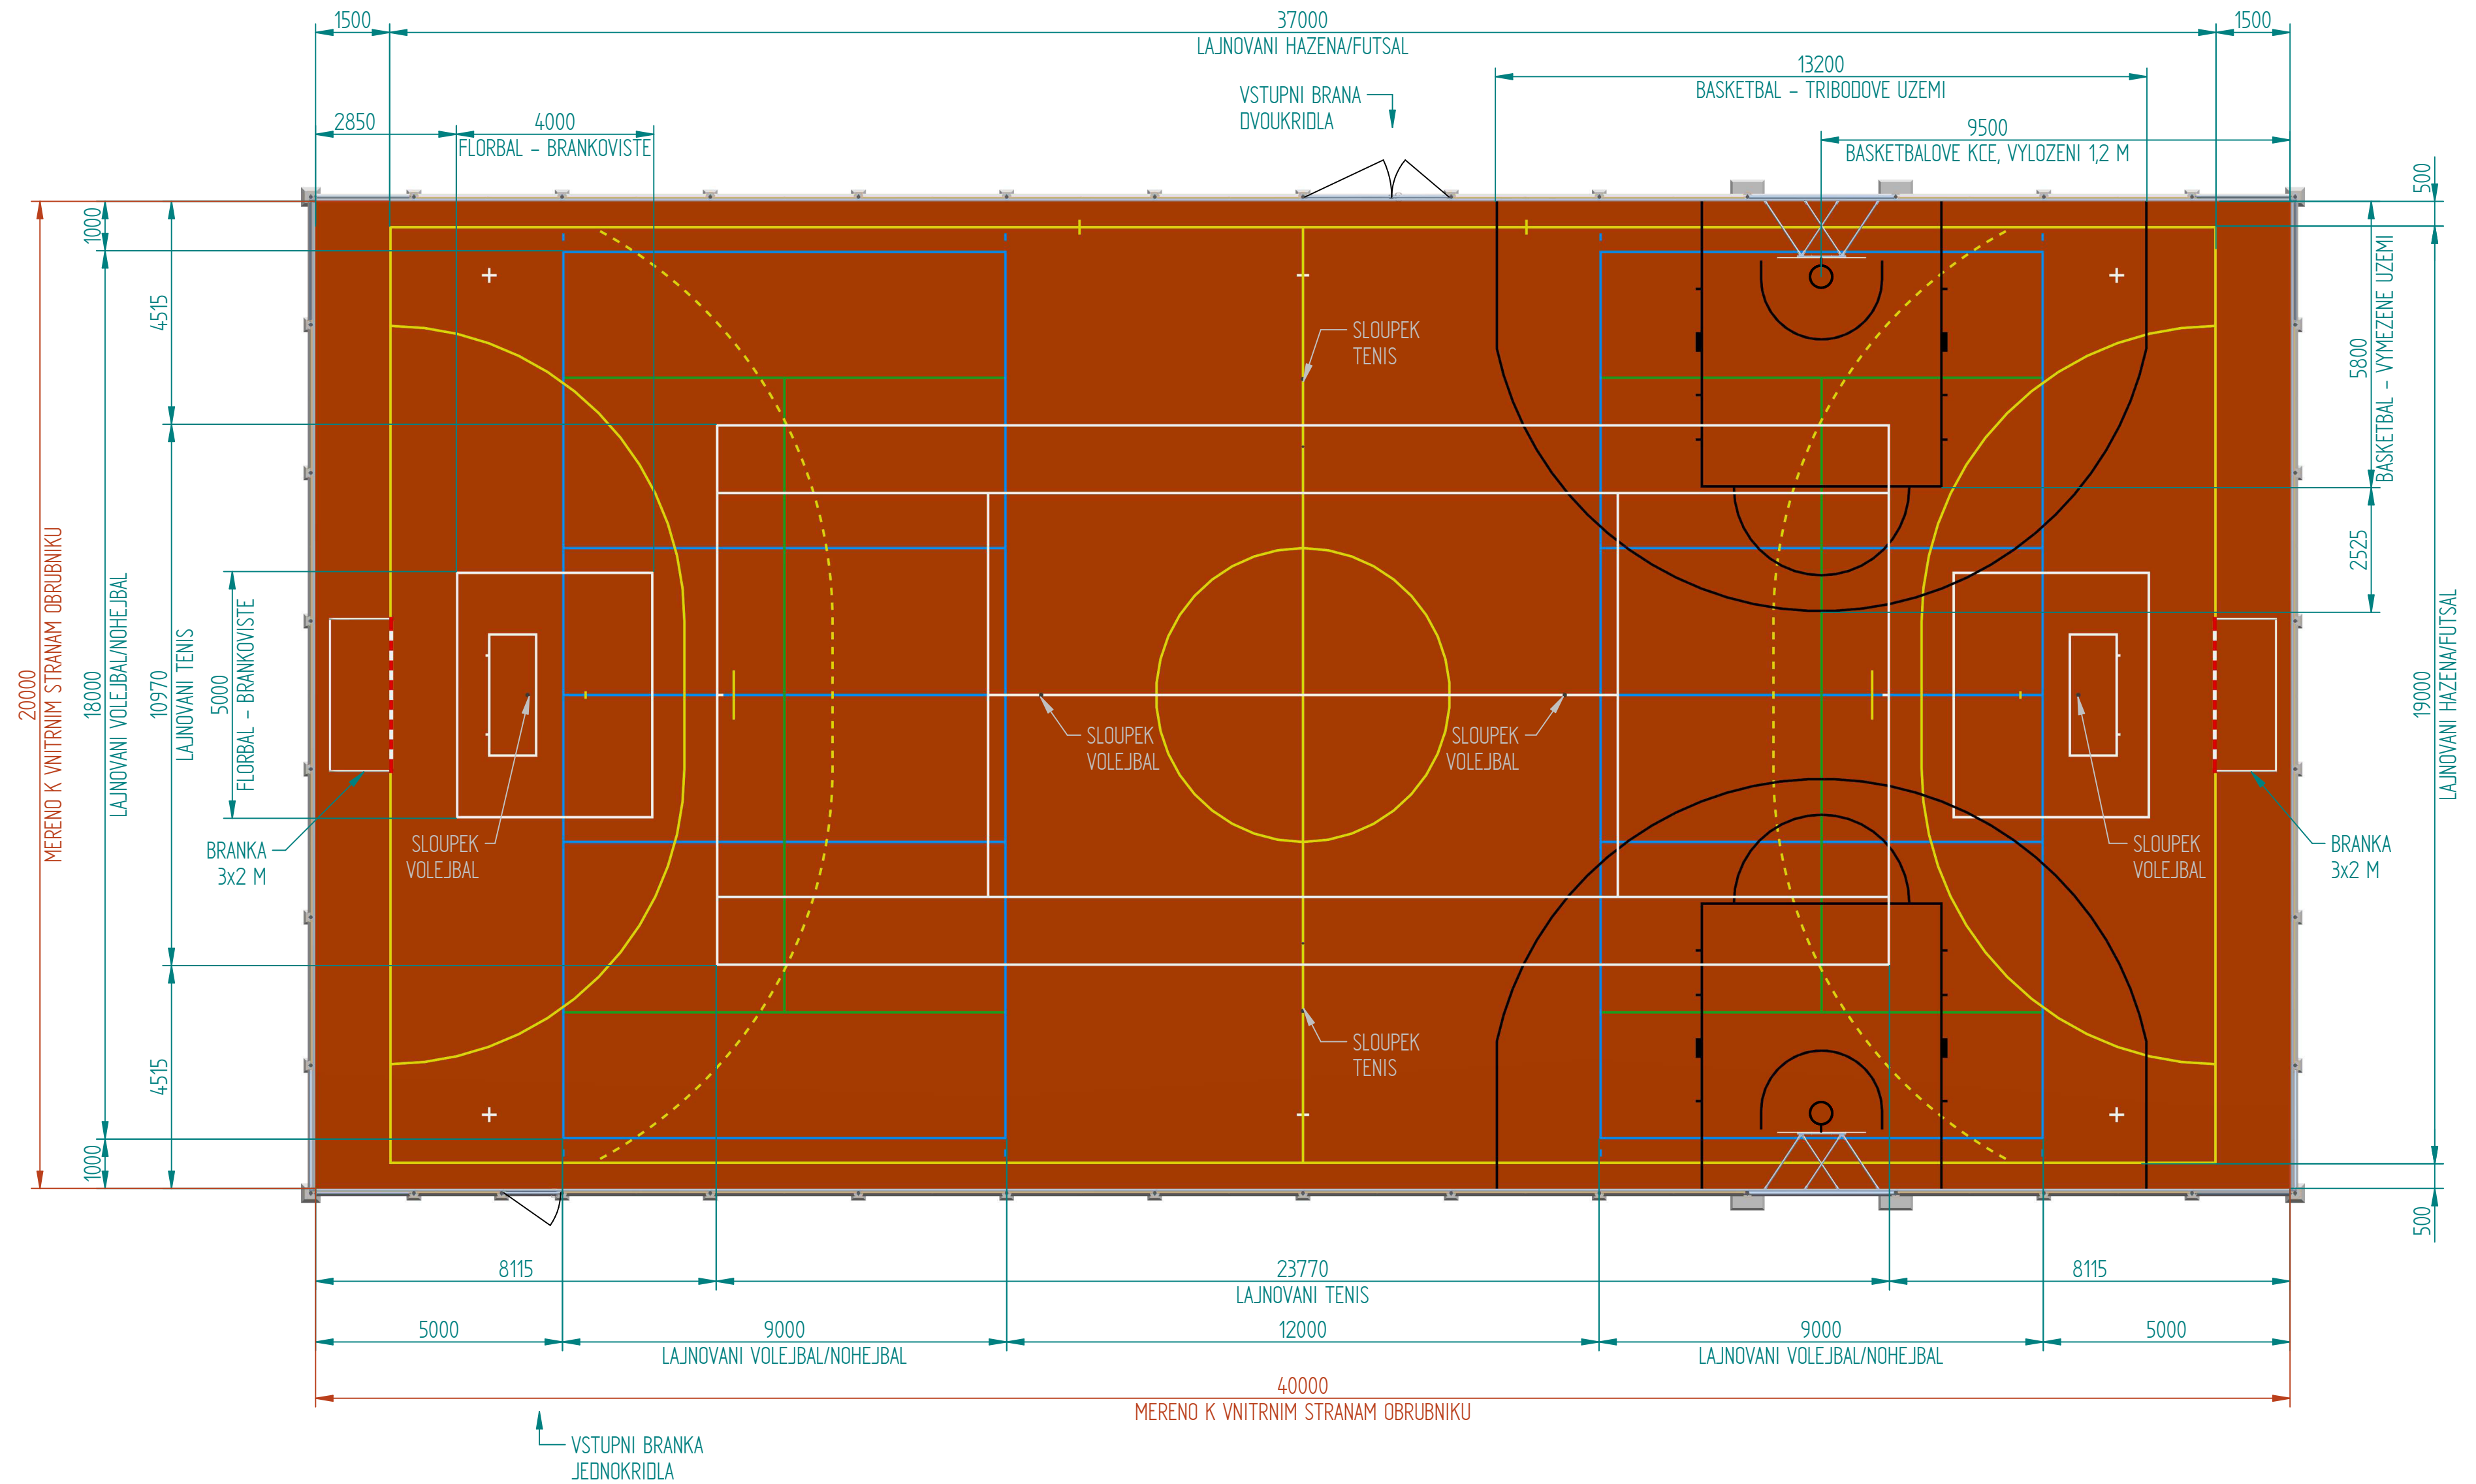 1500
37000
1500
LAJNOVANI HAZENA/FUTSAL
13200
BASKETBAL - TRIBODOVE UZEMI
VSTUPNI BRANA
DVOUKRIDLA
2850
4000
FLORBAL - BRANKOVISTE
9500
BASKETBALOVE KCE, VYLOZENI 1,2 M
500
1000
4515
5800
BASKETBAL - VYMEZENE UZEMI
SLOUPEK
TENIS
2525
20000
MERENO K VNITRNIM STRANAM OBRUBNIKU
18000
LAJNOVANI VOLEJBAL/NOHEJBAL
10970
LAJNOVANI TENIS
5000
FLORBAL - BRANKOVISTE
19000
LAJNOVANI HAZENA/FUTSAL
SLOUPEK
VOLEJBAL
SLOUPEK
VOLEJBAL
BRANKA
3x2 M
SLOUPEK
VOLEJBAL
SLOUPEK
VOLEJBAL
BRANKA
3x2 M
SLOUPEK
TENIS
4515
1000
500
8115
23770
8115
LAJNOVANI TENIS
5000
9000
12000
9000
5000
LAJNOVANI VOLEJBAL/NOHEJBAL
LAJNOVANI VOLEJBAL/NOHEJBAL
40000
MERENO K VNITRNIM STRANAM OBRUBNIKU
VSTUPNI BRANKA
JEDNOKRIDLA